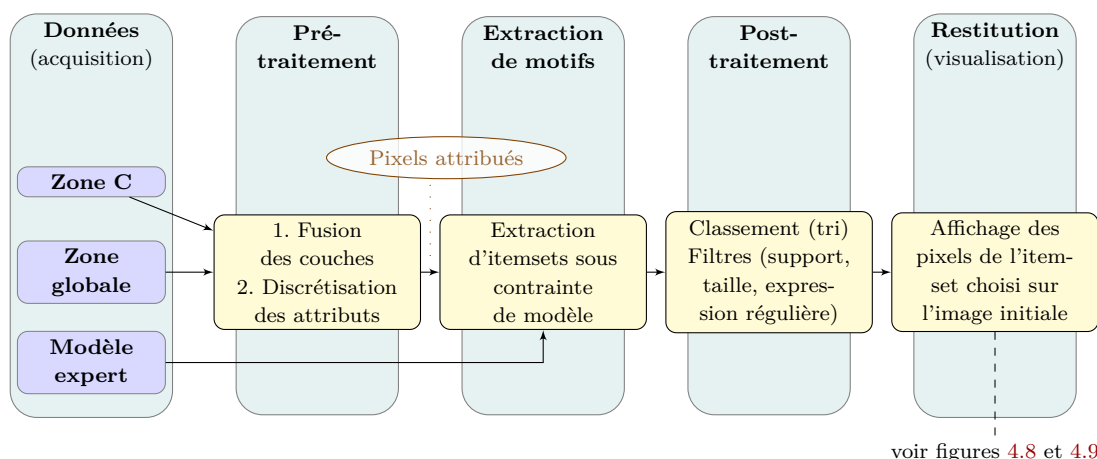 Données
(acquisition)
Pré-
traitement
Extraction
de motifs
Post-
traitement
Restitution
(visualisation)
Pixels attribués
Zone C
Zone
globale
Modèle
expert
1. Fusion
des couches
2. Discrétisation
des attributs
Extraction
d'itemsets sous
contrainte
de modèle
Classement (tri)
Filtres (support,
taille, expres-
sion régulière)
Affichage des
pixels de l'item-
set choisi sur
l'image initiale
voir figures 4.8 et 4.9